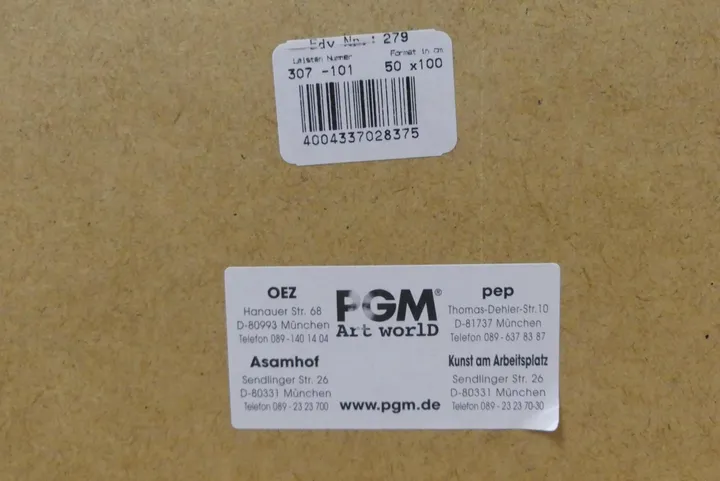 Edv Nr.: 279
Leisten Nummer Format in cm
307 -101 50 x100
4004337028375
OEZ
Hanauer Str. 68
D-80993 München
Telefon 089-140 14 04
PGM®
Art worlD
pep
Thomas-Dehler-Str.10
D-81737 München
Telefon 089 - 637 83 87
Asamhof
Sendlinger Str. 26
D-80331 München
Telefon 089 - 23 23 700
www.pgm.de
Kunst am Arbeitsplatz
Sendlinger Str. 26
D-80331 München
Telefon 089 - 23 23 70-30